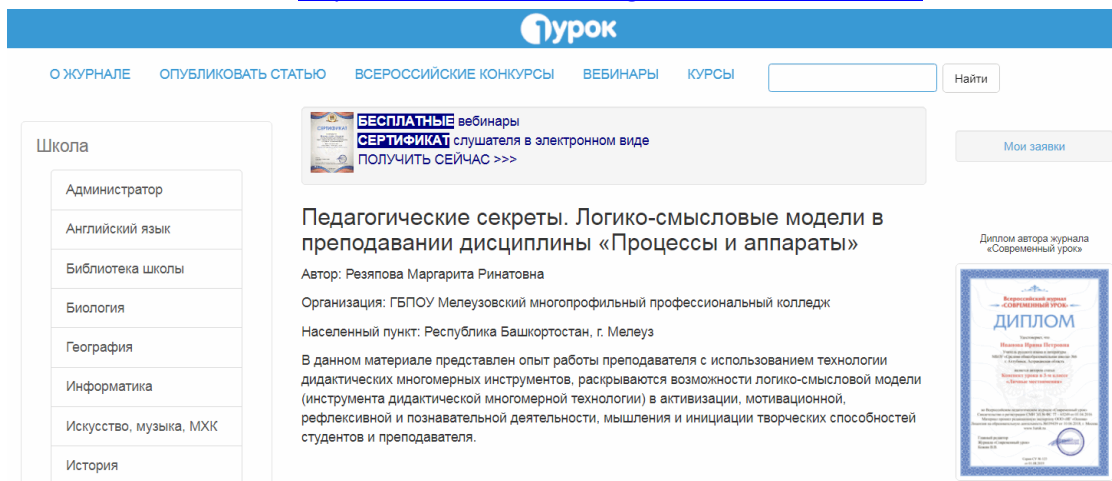 1урок
О ЖУРНАЛЕ ОПУБЛИКОВАТЬ СТАТЬЮ ВСЕРОССИЙСКИЕ КОНКУРСЫ ВЕБИНАРЫ КУРСЫ Найти
Школа
Администратор
Английский язык
Библиотека школы
Биология
География
Информатика
Искусство, музыка, МХК
История
БЕСПЛАТНЫЕ вебинары
СЕРТИФИКАТ слушателя в электронном виде
ПОЛУЧИТЬ СЕЙЧАС >>>
Педагогические секреты. Логико-смысловые модели в
преподавании дисциплины «Процессы и аппараты»
Автор: Резяпова Маргарита Ринатовна
Организация: ГБПОУ Мелеузовский многопрофильный профессиональный колледж
Населенный пункт: Республика Башкортостан, г. Мелеуз
В данном материале представлен опыт работы преподавателя с использованием технологии
дидактических многомерных инструментов, раскрываются возможности логико-смысловой модели
(инструмента дидактической многомерной технологии) в активизации, мотивационной,
рефлексивной и познавательной деятельности, мышления и инициации творческих способностей
студентов и преподавателя.
Мои заявки
Диплом автора журнала
«Современный урок»
Всероссийский журнал
«СОВРЕМЕННЫЙ УРОК»
ДИПЛОМ